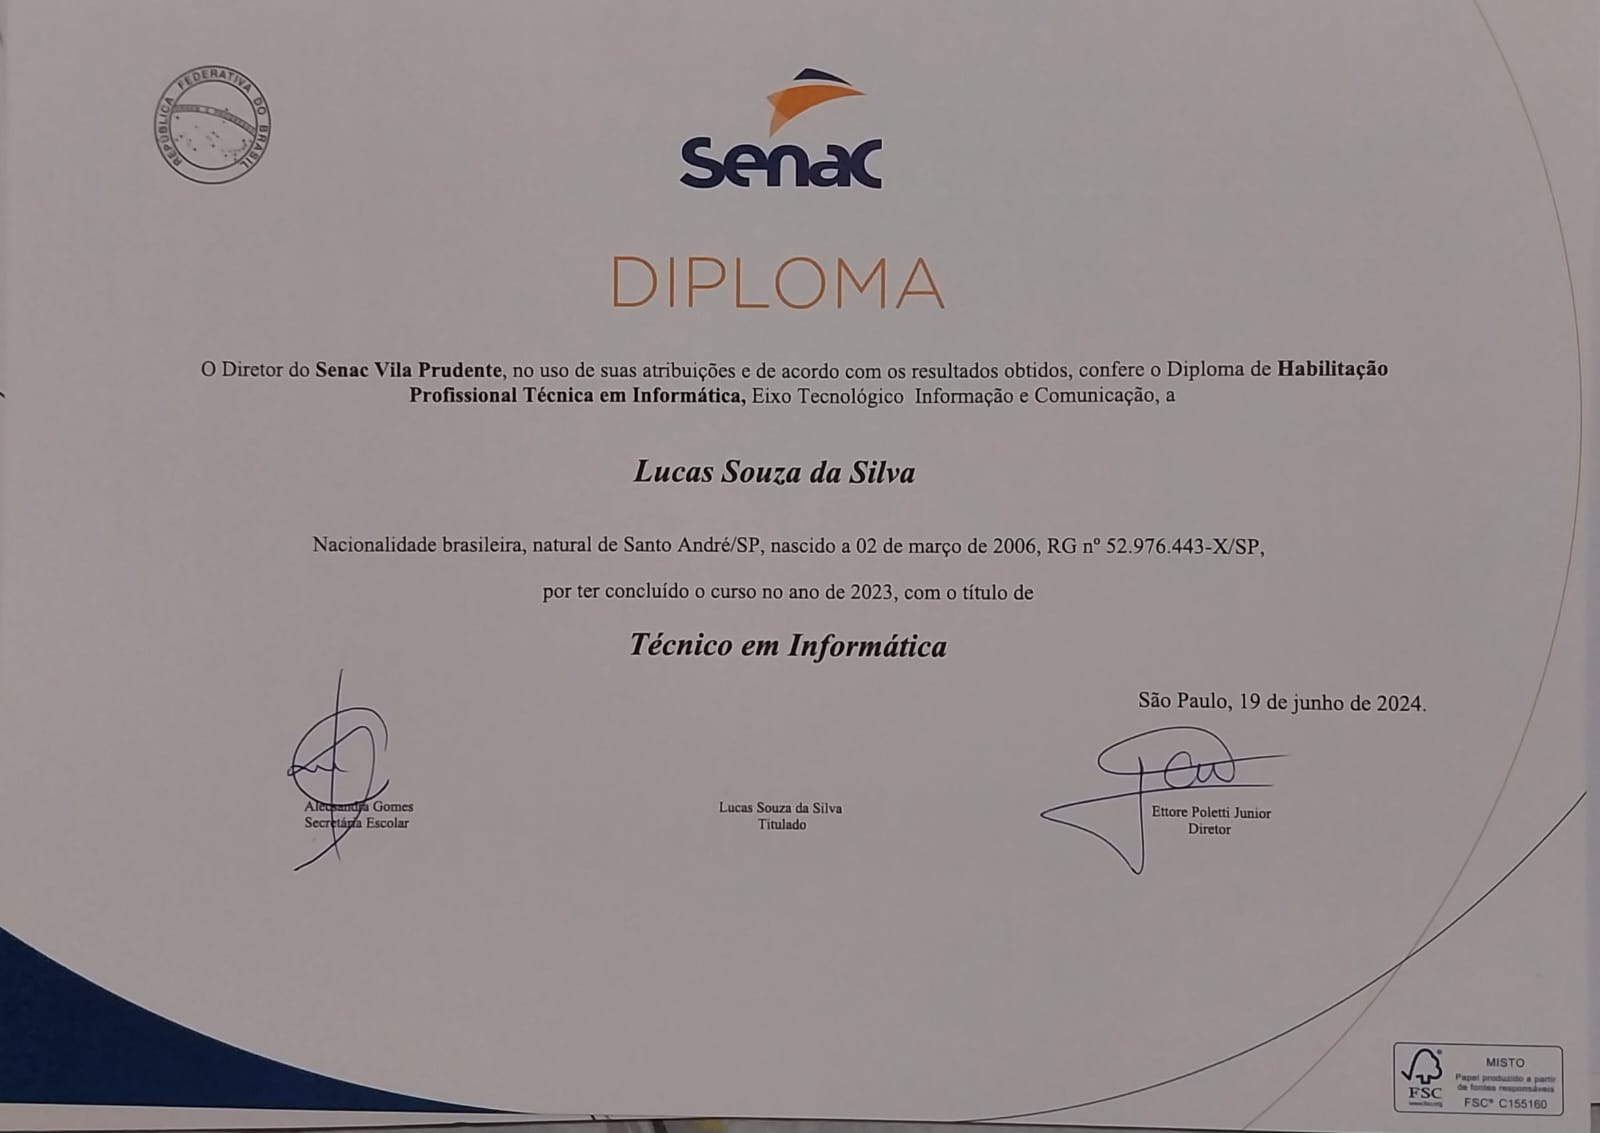 REPÚBLICA FEDERATIVA DO BRASIL
Senac
DIPLOMA
O Diretor do Senac Vila Prudente, no uso de suas atribuições e de acordo com os resultados obtidos, confere o Diploma de Habilitação
Profissional Técnica em Informática, Eixo Tecnológico Informação e Comunicação, a
Lucas Souza da Silva
Nacionalidade brasileira, natural de Santo André/SP, nascido a 02 de março de 2006, RG nº 52.976.443-X/SP,
por ter concluído o curso no ano de 2023, com o título de
Técnico em Informática
São Paulo, 19 de junho de 2024.
Alecsandra Gomes
Secretária Escolar
Lucas Souza da Silva
Titulado
Ettore Poletti Junior
Diretor
MISTO
Papel produzido a partir
de fontes responsáveis
FSC® C155160
FSC